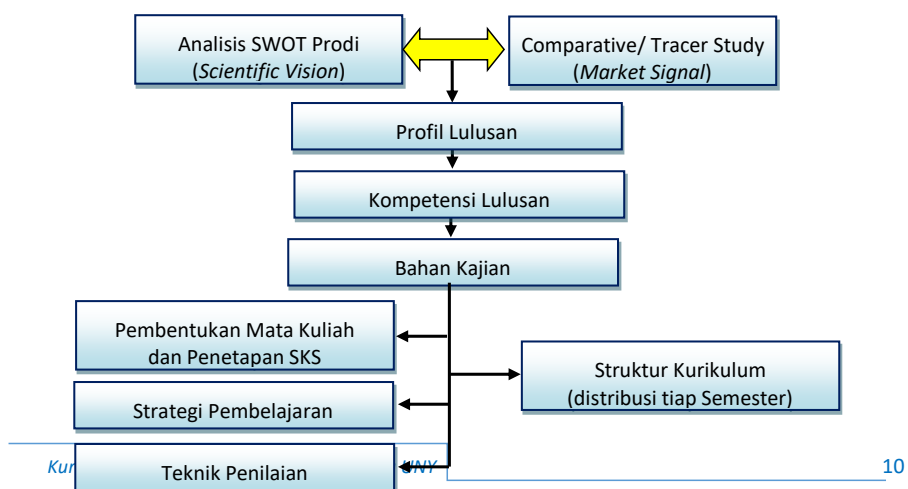 Analisis SWOT Prodi
(Scientific Vision)
Comparative/ Tracer Study
(Market Signal)
Profil Lulusan
Kompetensi Lulusan
Bahan Kajian
Pembentukan Mata Kuliah
dan Penetapan SKS
Struktur Kurikulum
(distribusi tiap Semester)
Strategi Pembelajaran
Teknik Penilaian
UNY
10